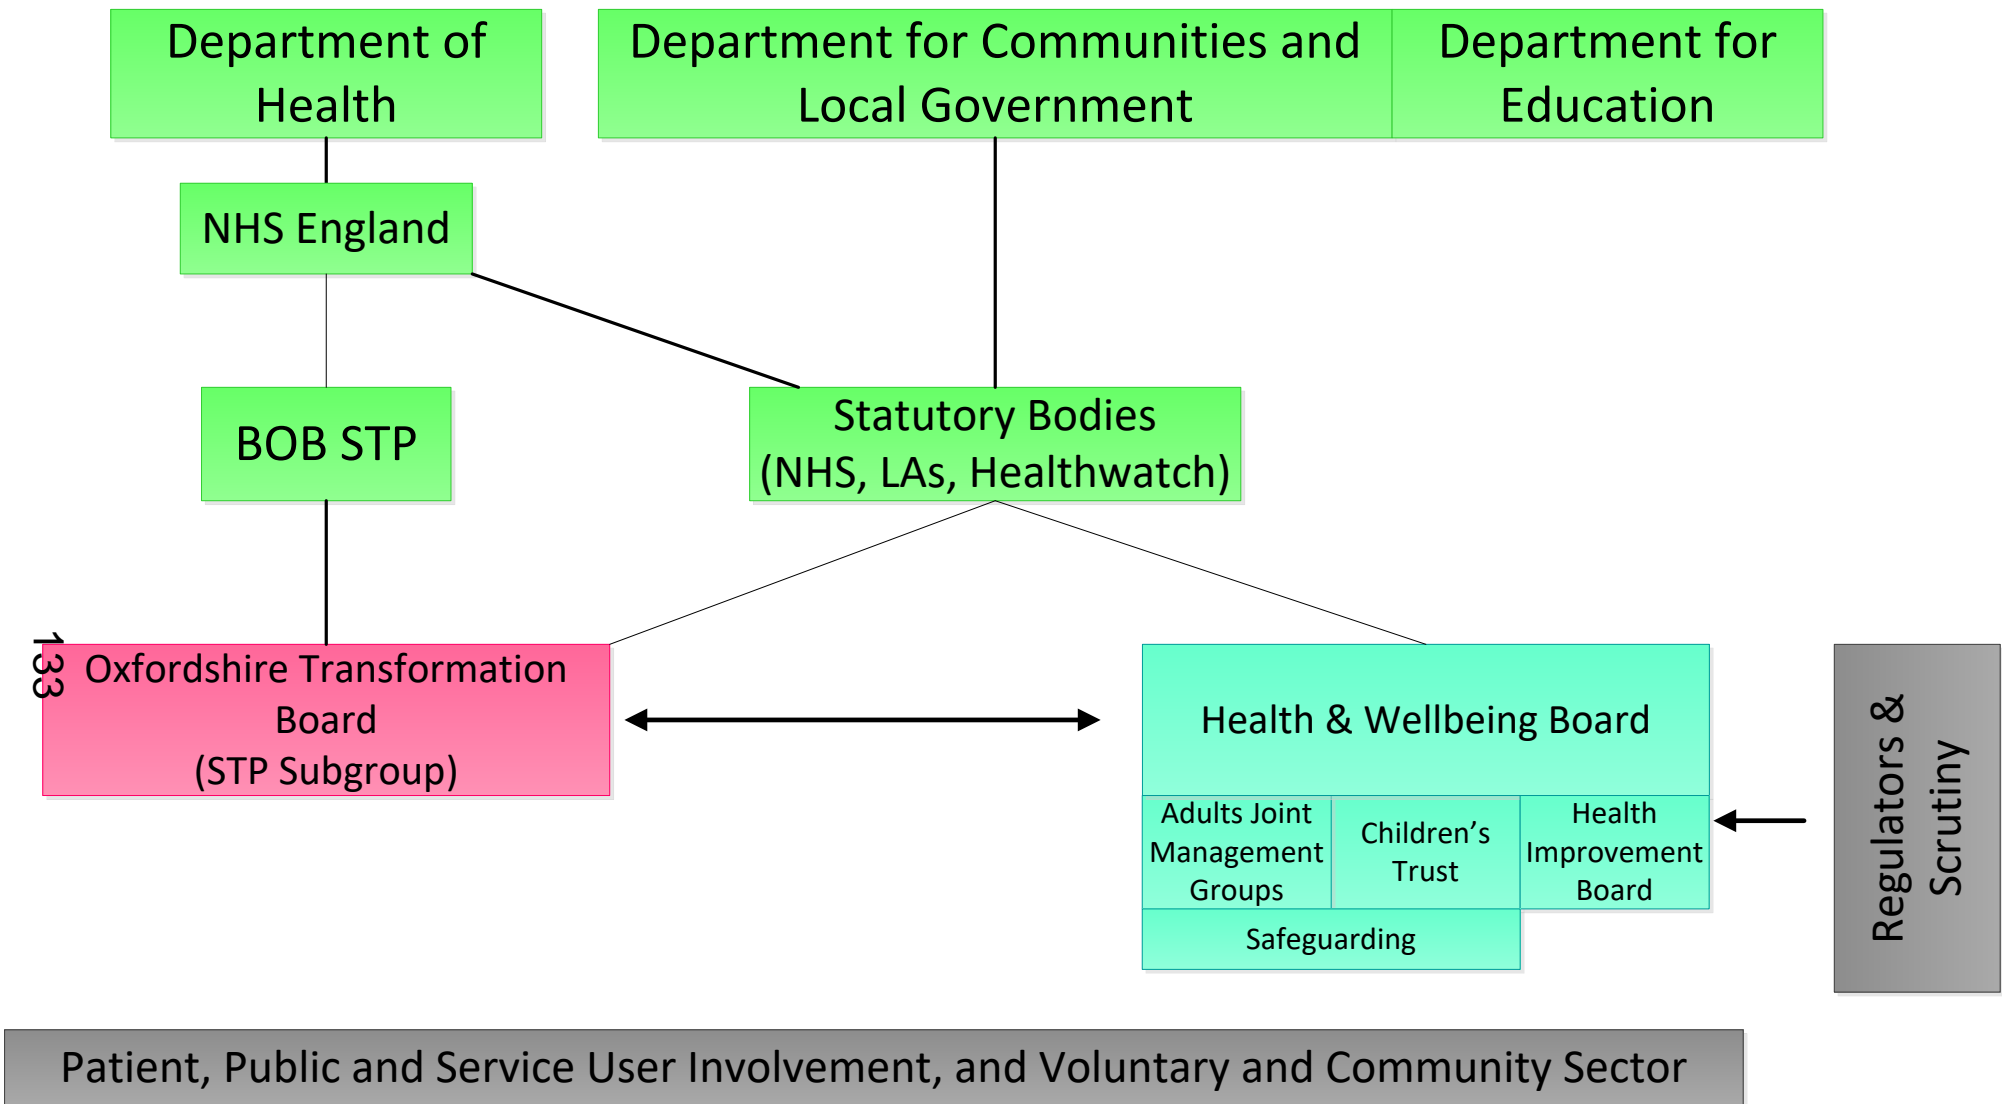 Department of
Health
Department for Communities and
Local Government
Department for
Education
NHS England
BOB STP
Statutory Bodies
(NHS, LAs, Healthwatch)
133
Oxfordshire Transformation
Board
(STP Subgroup)
Health & Wellbeing Board
Adults Joint
Management
Groups
Children’s
Trust
Health
Improvement
Board
Safeguarding
Regulators &
Scrutiny
Patient, Public and Service User Involvement, and Voluntary and Community Sector